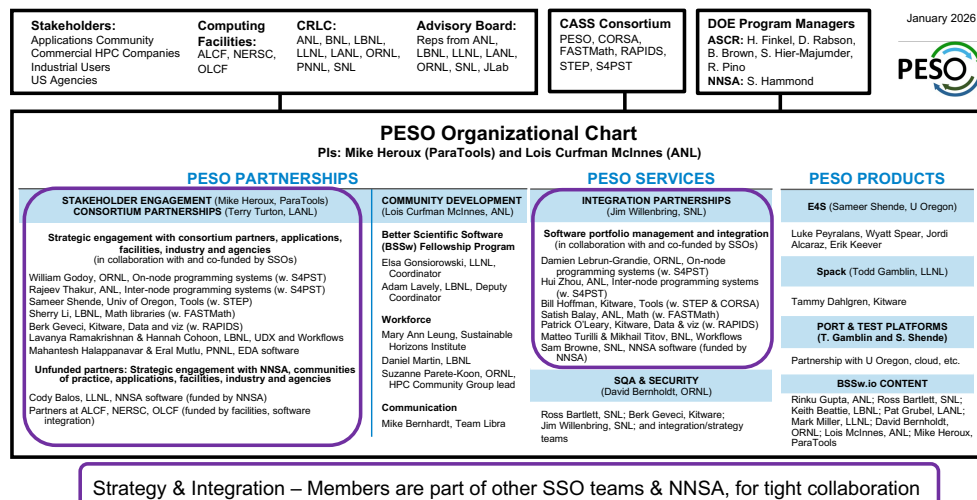 Stakeholders:
Applications Community
Commercial HPC Companies
Industrial Users
US Agencies
Computing
Facilities:
ALCF, NERSC,
OLCF
CRLC:
ANL, BNL, LBNL,
LLNL, LANL, ORNL,
PNNL, SNL
Advisory Board:
Reps from ANL,
LBNL, LLNL, LANL,
ORNL, SNL, JLab
CASS Consortium
PESO, CORSA,
FASTMath, RAPIDS,
STEP, S4PST
DOE Program Managers
ASCR: H. Finkel, D. Rabson,
B. Brown, S. Hier-Majumder,
R. Pino
NNSA: S. Hammond
January 2026
PESO
PESO Organizational Chart
PIs: Mike Heroux (ParaTools) and Lois Curfman McInnes (ANL)
PESO PARTNERSHIPS
STAKEHOLDER ENGAGEMENT (Mike Heroux, ParaTools)
CONSORTIUM PARTNERSHIPS (Terry Turton, LANL)
Strategic engagement with consortium partners, applications,
facilities, industry and agencies
(in collaboration with and co-funded by SSOs)
William Godoy, ORNL, On-node programming systems (w. S4PST)
Rajeev Thakur, ANL, Inter-node programming systems (w. S4PST)
Sameer Shende, Univ of Oregon, Tools (w. STEP)
Sherry Li, LBNL, Math libraries (w. FASTMath)
Berk Geveci, Kitware, Data and viz (w. RAPIDS)
Lavanya Ramakrishnan & Hannah Cohoon, LBNL, UDX and Workflows
Mahantesh Halappanavar & Eral Mutlu, PNNL, EDA software
Unfunded partners: Strategic engagement with NNSA, communities
of practice, applications, facilities, industry and agencies
Cody Balos, LLNL, NNSA software (funded by NNSA)
Partners at ALCF, NERSC, OLCF (funded by facilities, software
integration)
COMMUNITY DEVELOPMENT
(Lois Curfman McInnes, ANL)
Better Scientific Software
(BSSw) Fellowship Program
Elsa Gonsiorowski, LLNL,
Coordinator
Adam Lavely, LBNL, Deputy
Coordinator
Workforce
Mary Ann Leung, Sustainable
Horizons Institute
Daniel Martin, LBNL
Suzanne Parete-Koon, ORNL,
HPC Community Group lead
Communication
Mike Bernhardt, Team Libra
PESO SERVICES
INTEGRATION PARTNERSHIPS
(Jim Willenbring, SNL)
Software portfolio management and integration
(in collaboration with and co-funded by SSOs)
Damien Lebrun-Grandie, ORNL, On-node
programming systems (w. S4PST)
Hui Zhou, ANL, Inter-node programming systems
(w. S4PST)
Bill Hoffman, Kitware, Tools (w. STEP & CORSA)
Satish Balay, ANL, Math (w. FASTMath)
Patrick O'Leary, Kitware, Data & viz (w. RAPIDS)
Matteo Turilli & Mikhail Titov, BNL, Workflows
Sam Browne, SNL, NNSA software (funded by
NNSA)
SQA & SECURITY
(David Bernholdt, ORNL)
Ross Bartlett, SNL; Berk Geveci, Kitware;
Jim Willenbring, SNL; and integration/strategy
teams
PESO PRODUCTS
E4S (Sameer Shende, U Oregon)
Luke Peyralans, Wyatt Spear, Jordi
Alcaraz, Erik Keever
Spack (Todd Gamblin, LLNL)
Tammy Dahlgren, Kitware
PORT & TEST PLATFORMS
(T. Gamblin and S. Shende)
Partnership with U Oregon, cloud, etc.
BSSw.io CONTENT
Rinku Gupta, ANL; Ross Bartlett, SNL;
Keith Beattie, LBNL; Pat Grubel, LANL;
Mark Miller, LLNL; David Bernholdt,
ORNL; Lois McInnes, ANL; Mike Heroux,
ParaTools
Strategy & Integration – Members are part of other SSO teams & NNSA, for tight collaboration